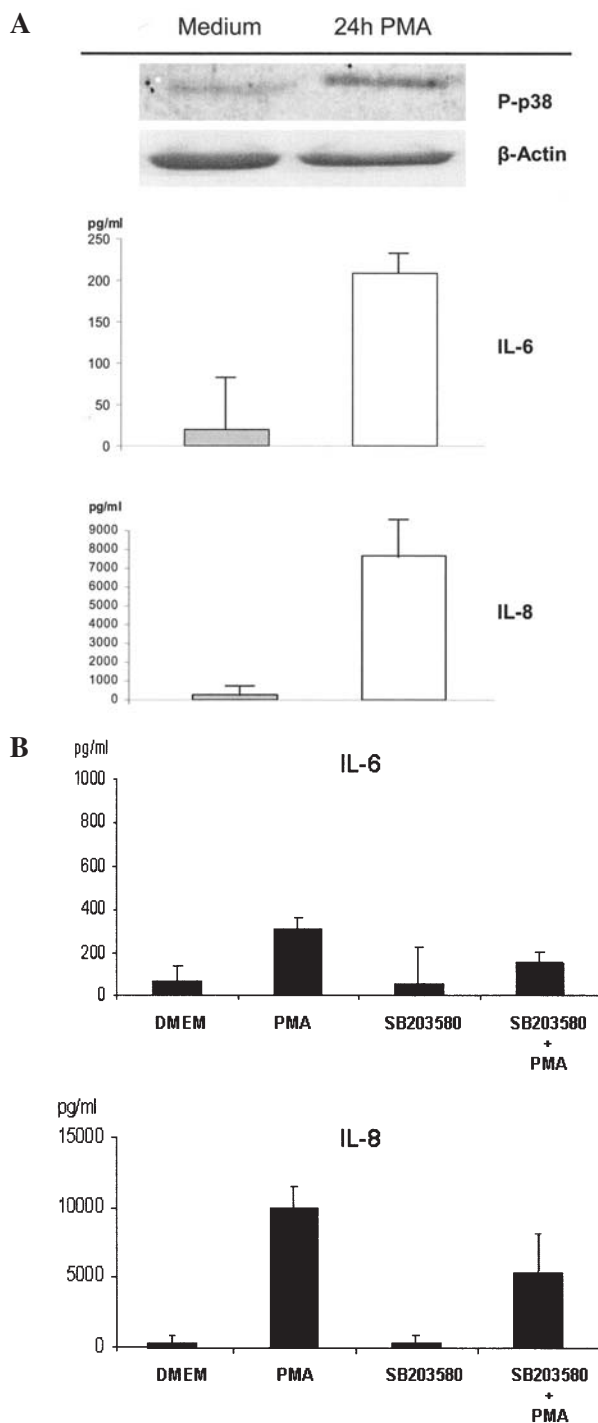 A
Medium 24h PMA
P-p38
β-Actin
pg/ml
250
200
150
100
50
0
IL-6
pg/ml
9000
8000
7000
6000
5000
4000
3000
2000
1000
0
IL-8
B
pg/ml
IL-6
1000
800
600
400
200
0
DMEM PMA SB203580 SB203580
+
PMA
pg/ml
IL-8
15000
10000
5000
0
DMEM PMA SB203580 SB203580
+
PMA